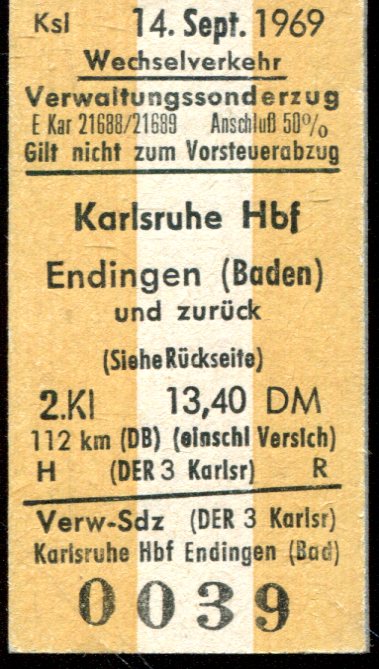 Ksl 14. Sept. 1969
Wechselverkehr
Verwaltungssonderzug
E Kar 21688/21689 Anschluß 50%
Gilt nicht zum Vorsteuerabzug
Karlsruhe Hbf
Endingen (Baden)
und zurück
(Siehe Rückseite)
2.Kl 13,40 DM
112 km (DB) (einschl Versich)
H (DER 3 Karlsr) R
Verw-Sdz (DER 3 Karlsr)
Karlsruhe Hbf Endingen (Bad)
0039